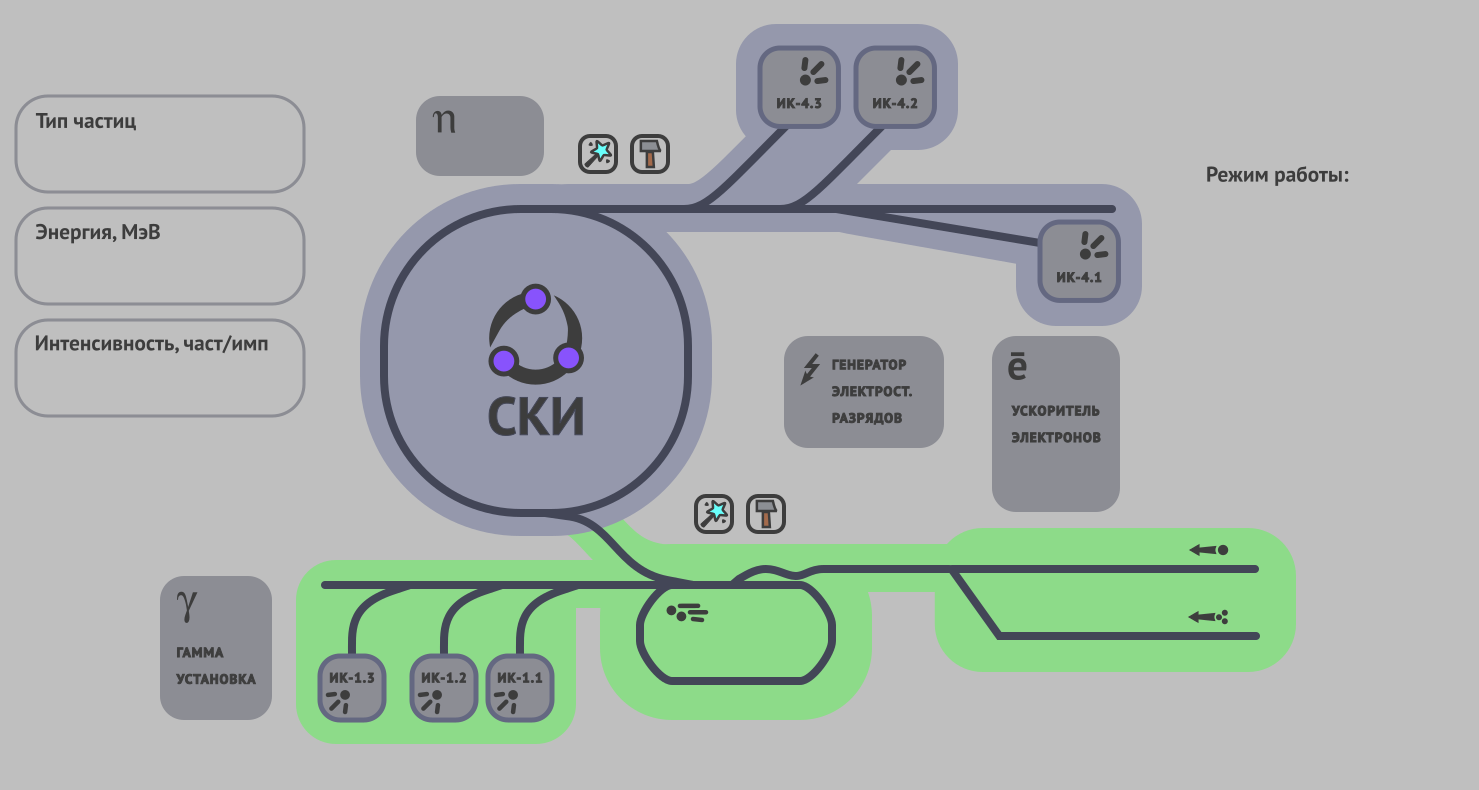 ИК-4.3
ИК-4.2
Тип частиц
η
Режим работы:
Энергия, МэВ
ИК-4.1
Интенсивность, част/имп
СКИ
ГЕНЕРАТОР
ЭЛЕКТРОСТ.
РАЗРЯДОВ
ē
УСКОРИТЕЛЬ
ЭЛЕКТРОНОВ
γ
ГАММА
УСТАНОВКА
ИК-1.3
ИК-1.2
ИК-1.1